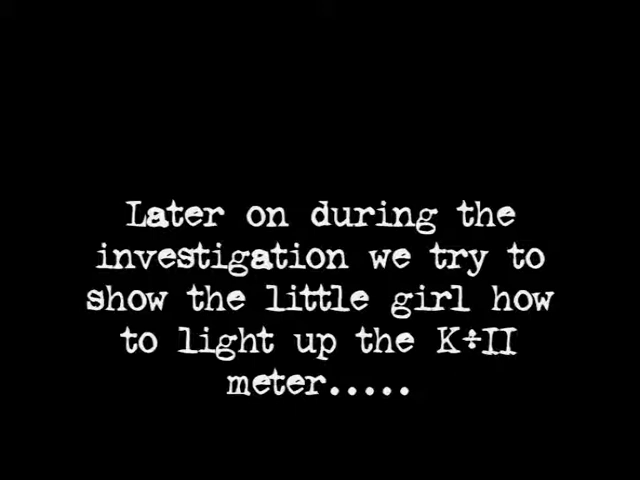 Later on during the
investigation we try to
show the little girl how
to light up the K÷II
meter.....